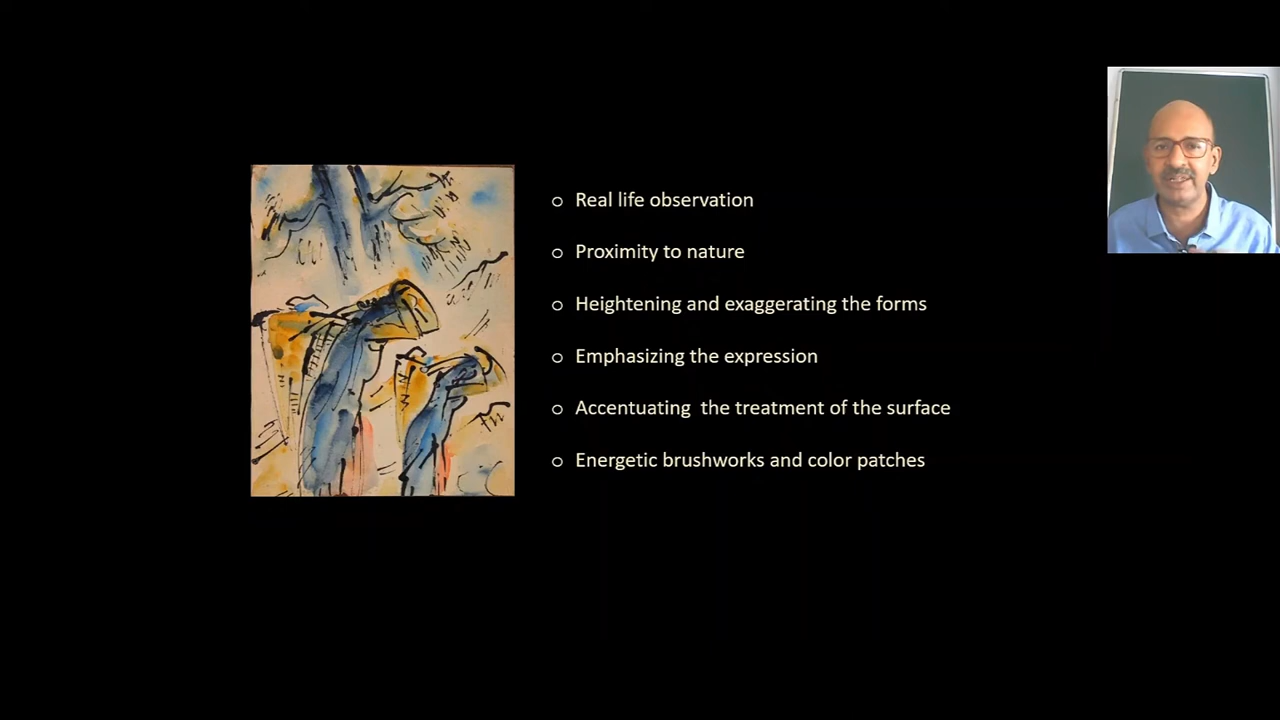 o Real life observation
o Proximity to nature
o Heightening and exaggerating the forms
o Emphasizing the expression
o Accentuating  the treatment of the surface
o Energetic brushworks and color patches